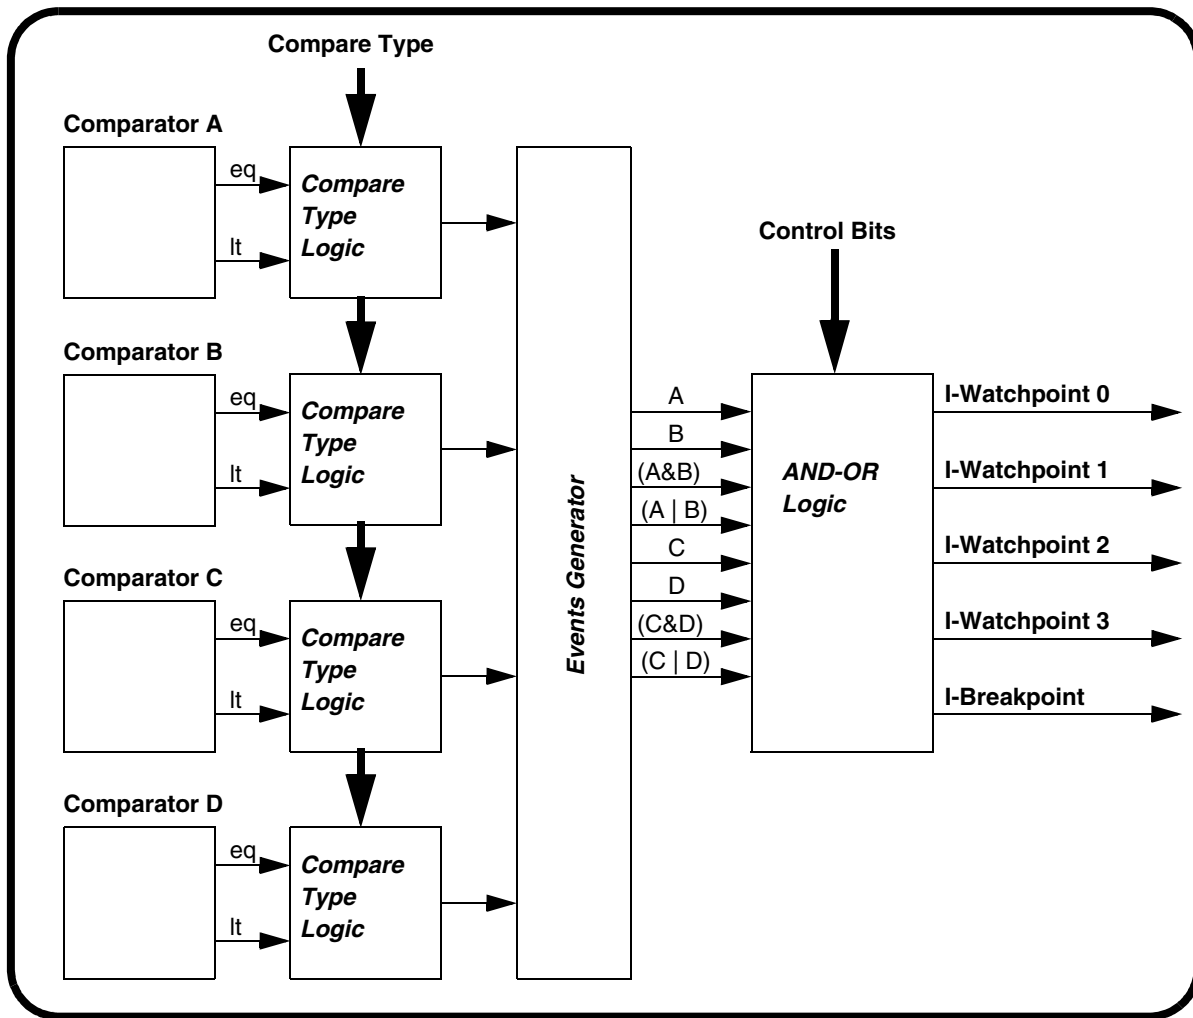 Compare Type
Comparator A
eq
lt
Compare
Type
Logic
Comparator B
eq
lt
Compare
Type
Logic
Comparator C
eq
lt
Compare
Type
Logic
Comparator D
eq
lt
Compare
Type
Logic
Events Generator
A
B
(A&B)
(A | B)
C
D
(C&D)
(C | D)
Control Bits
AND-OR
Logic
I-Watchpoint 0
I-Watchpoint 1
I-Watchpoint 2
I-Watchpoint 3
I-Breakpoint